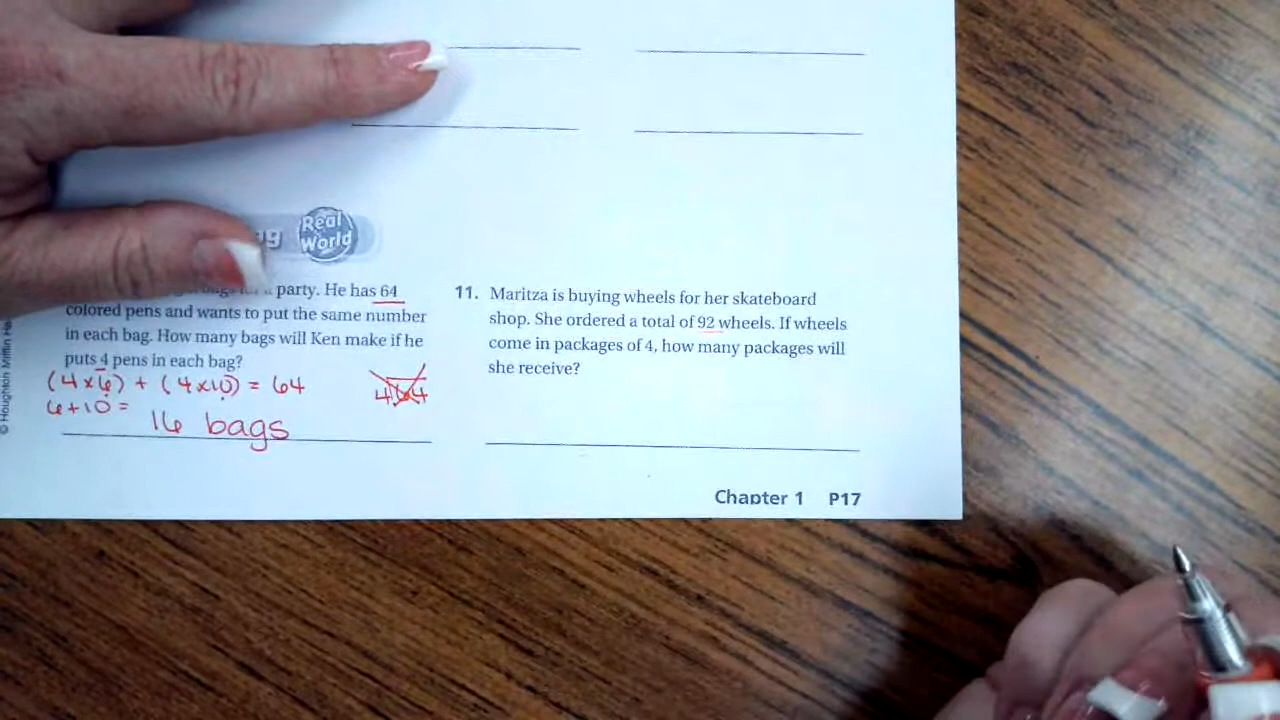 Real
World
party. He has 64
colored pens and wants to put the same number
in each bag. How many bags will Ken make if he
puts 4 pens in each bag?
(4×6) + (4×10) = 64
6+10 =
16 bags
11. Maritza is buying wheels for her skateboard
shop. She ordered a total of 92 wheels. If wheels
come in packages of 4, how many packages will
she receive?
Chapter 1 P17
© Houghton Mifflin